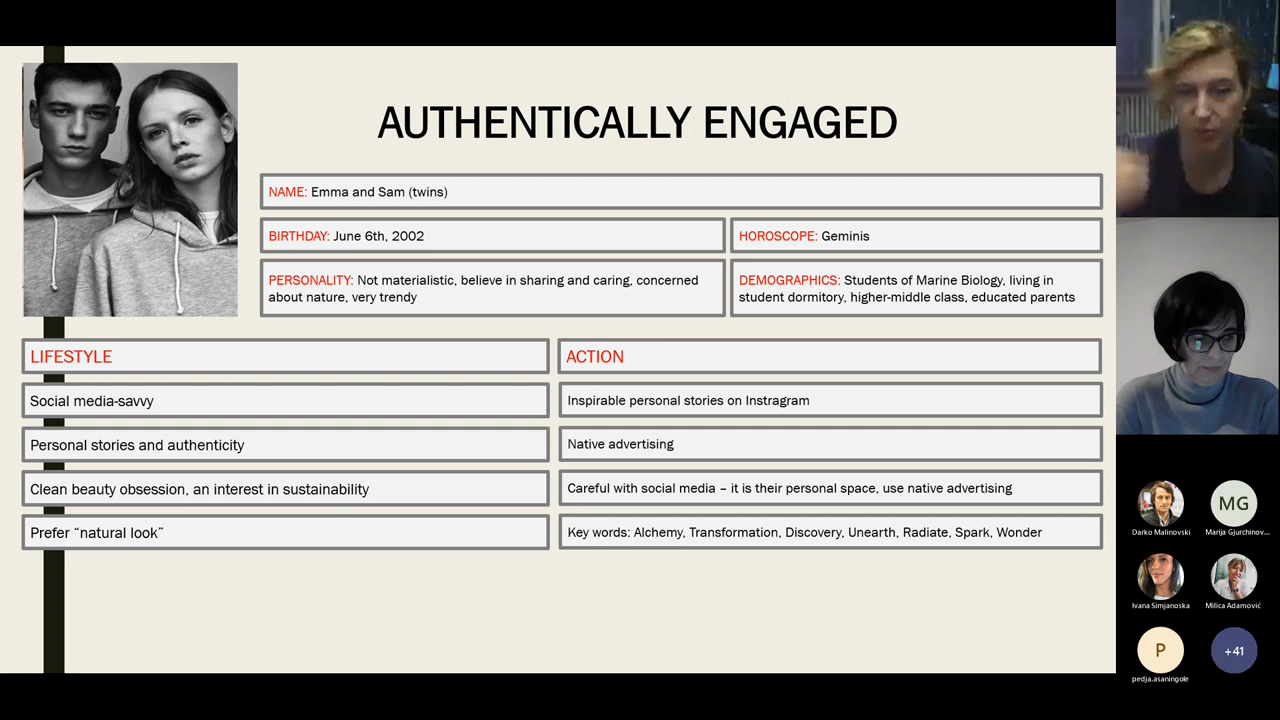 AUTHENTICALLY ENGAGED
NAME: Emma and Sam (twins)
BIRTHDAY: June 6th, 2002
HOROSCOPE: Geminis
PERSONALITY: Not materialistic, believe in sharing and caring, concerned
about nature, very trendy
DEMOGRAPHICS: Students of Marine Biology, living in
student dormitory, higher-middle class, educated parents
LIFESTYLE
ACTION
Social media-savvy
Inspirable personal stories on Instragram
Personal stories and authenticity
Native advertising
Clean beauty obsession, an interest in sustainability
Careful with social media – it is their personal space, use native advertising
Prefer “natural look”
Key words: Alchemy, Transformation, Discovery, Unearth, Radiate, Spark, Wonder
Darko Malinovski
MG
Marija Gjurchinov...
Ivana Simjanoska
Milica Adamović
P
pedja.asaningole
+41